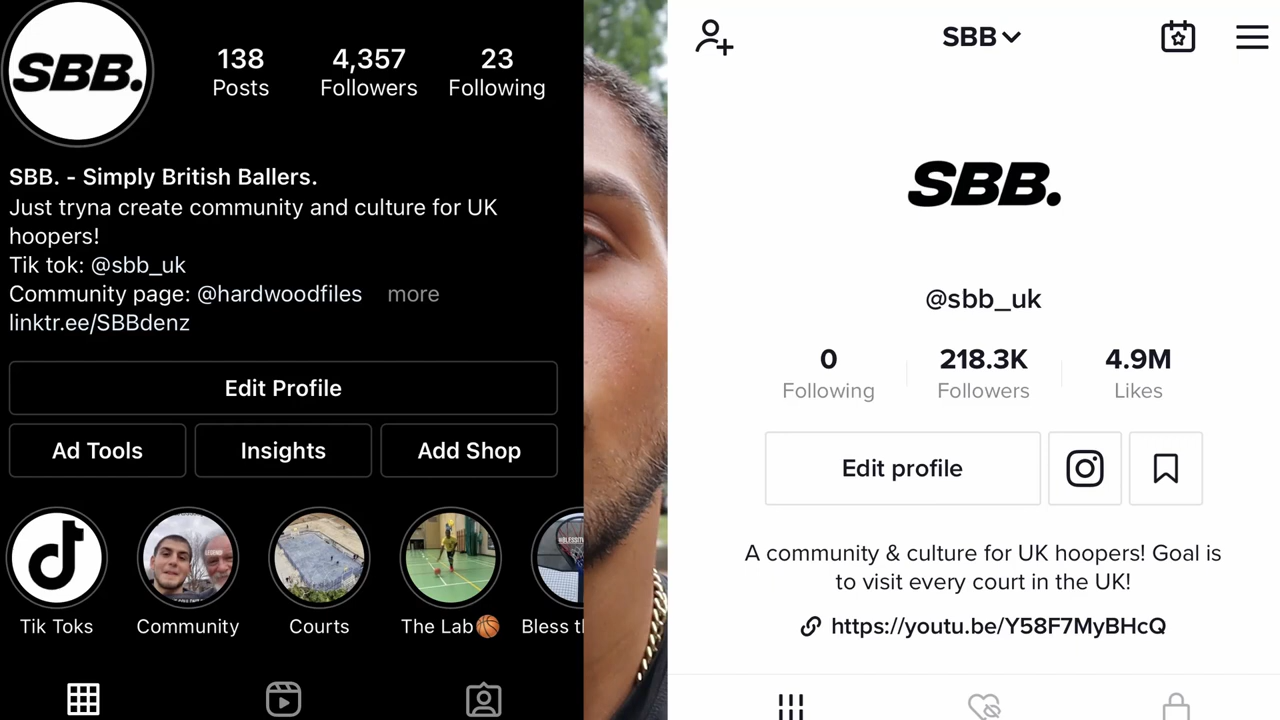 SBB.
138
Posts
4,357
Followers
23
Following
SBB. - Simply British Ballers.
Just tryna create community and culture for UK
hoopers!
Tik tok: @sbb_uk
Community page: @hardwoodfiles more
linktr.ee/SBBdenz
Edit Profile
Ad Tools
Insights
Add Shop
LEGEND
Tik Toks
Community
Courts
The Lab🏀
SBB
SBB.
@sbb_uk
0
Following
218.3K
Followers
4.9M
Likes
Edit profile
A community & culture for UK hoopers! Goal is
to visit every court in the UK!
https://youtu.be/Y58F7MyBHcQ